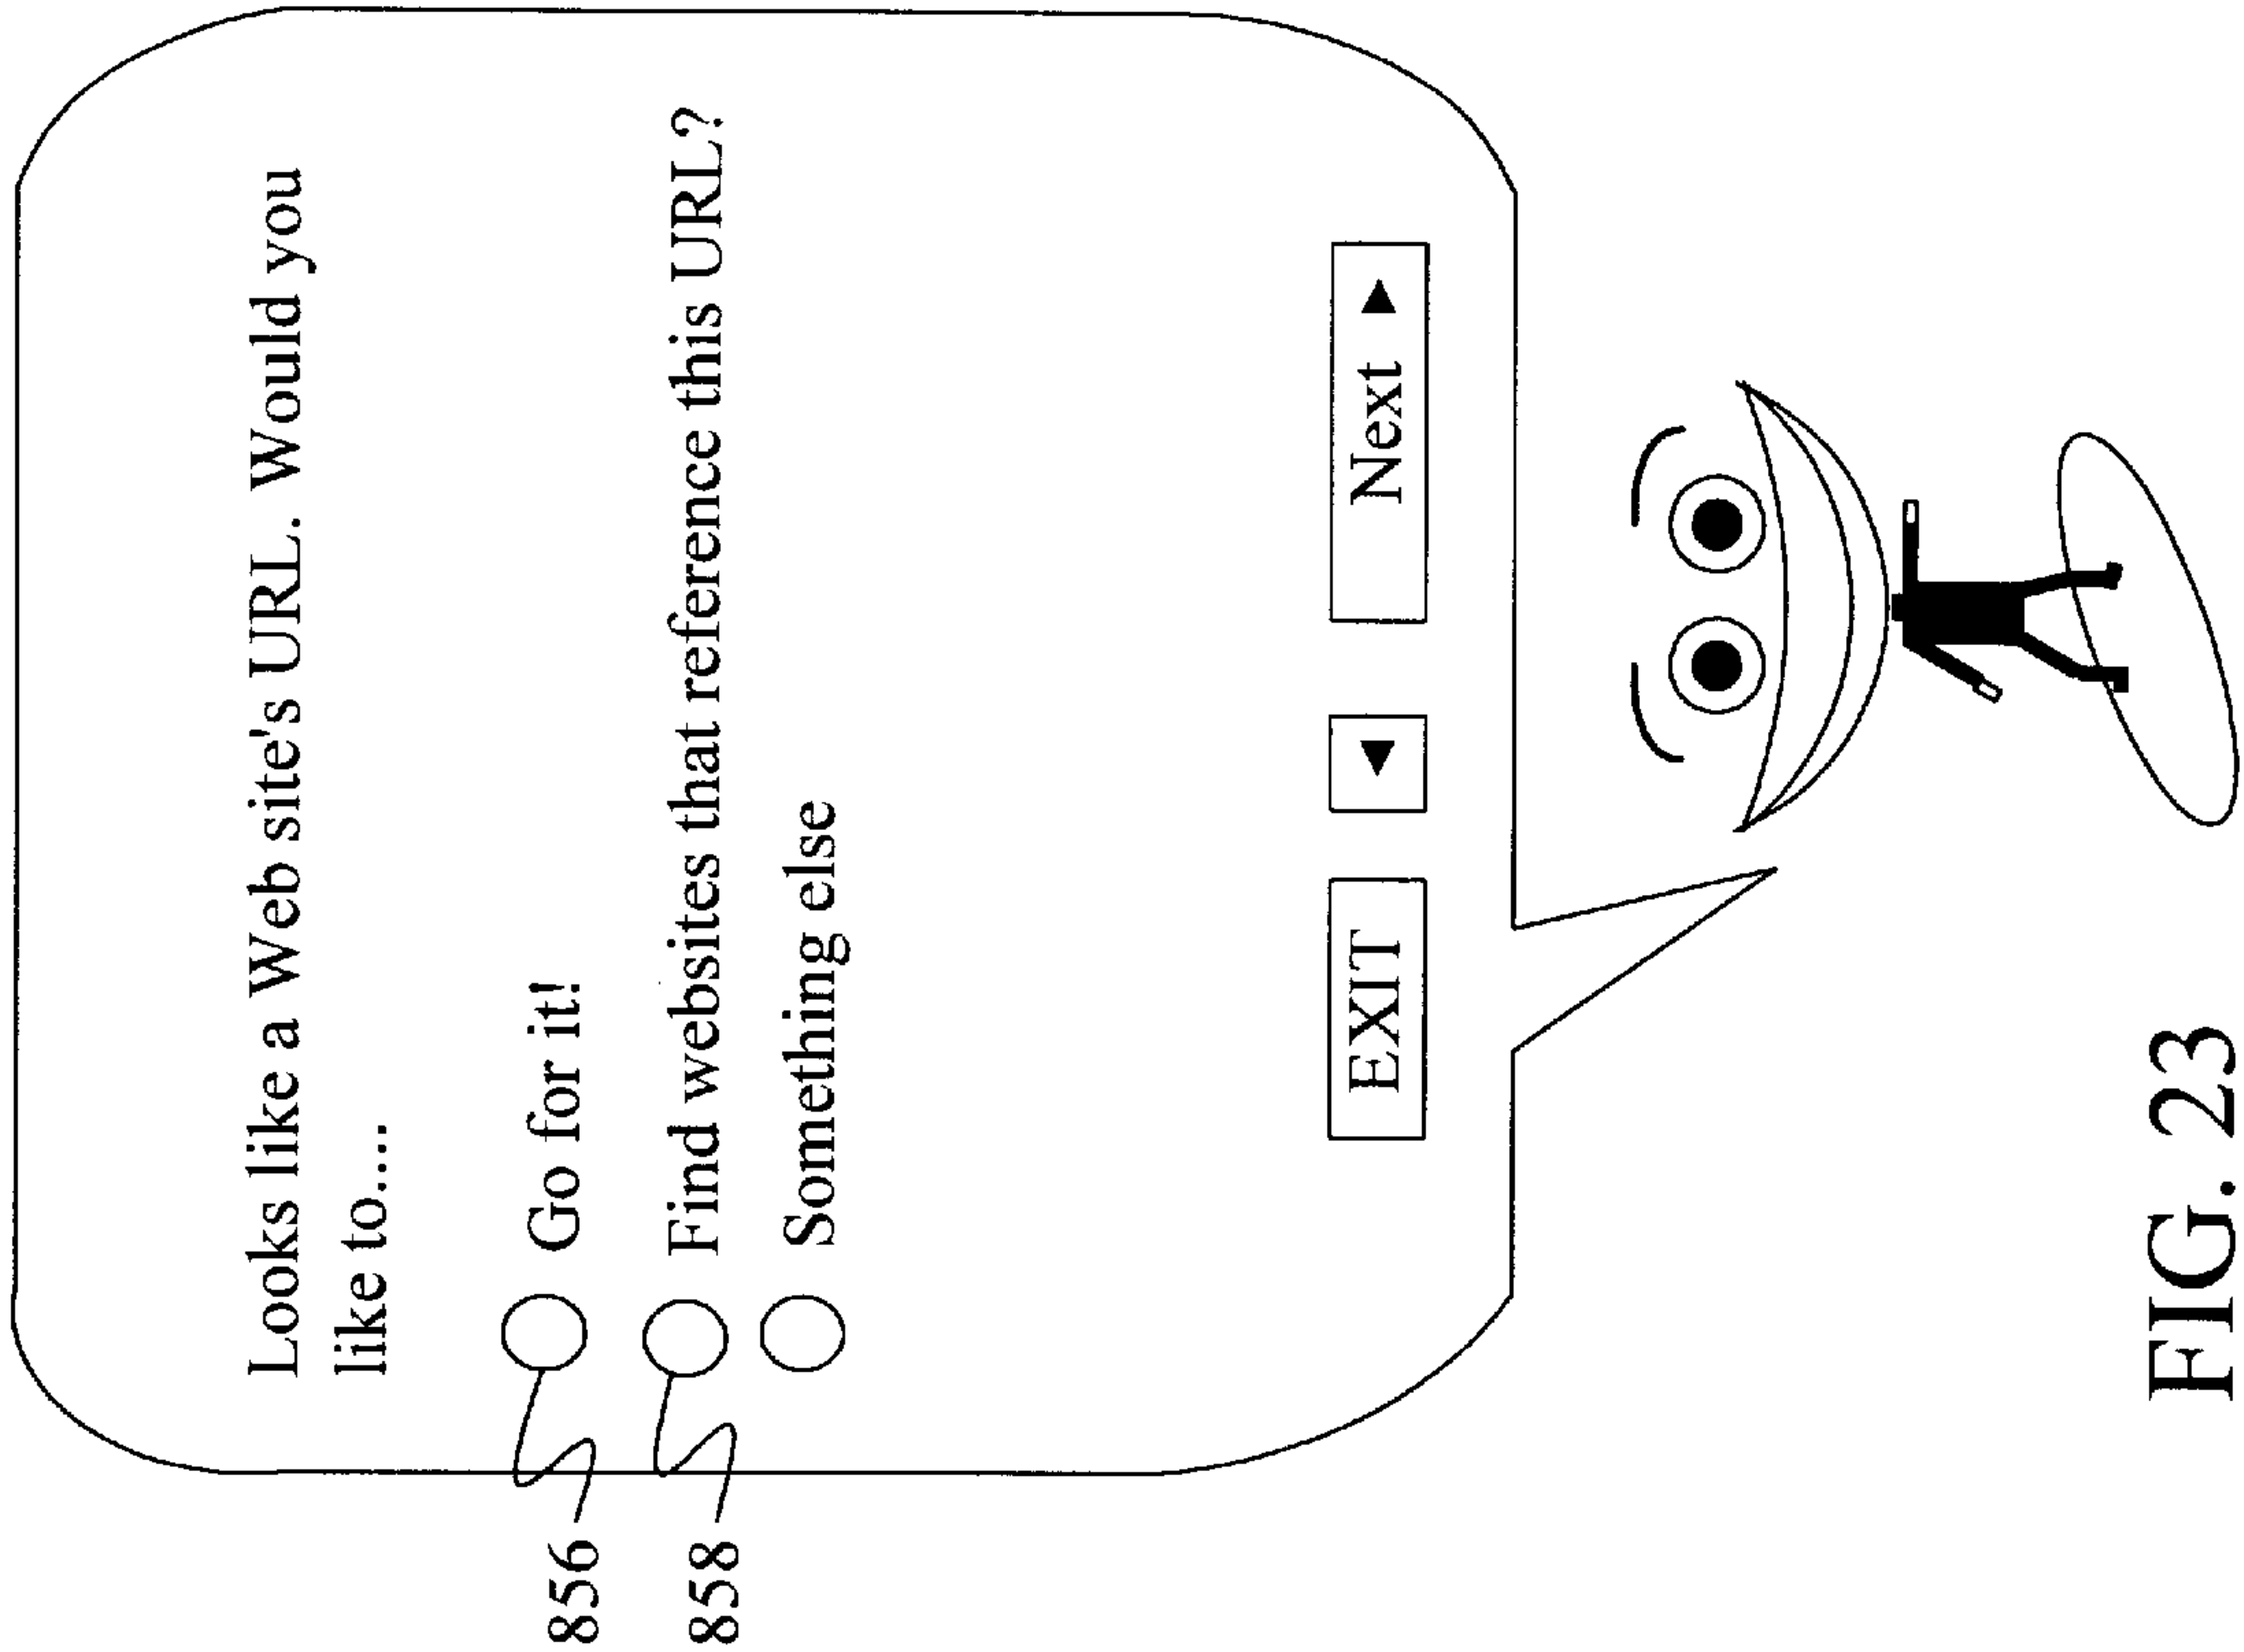 Looks like a Web site's URL. Would you
like to....
856
Go for it!
858
Find websites that reference this URL?
Something else
EXIT ◄ Next ►
FIG. 23